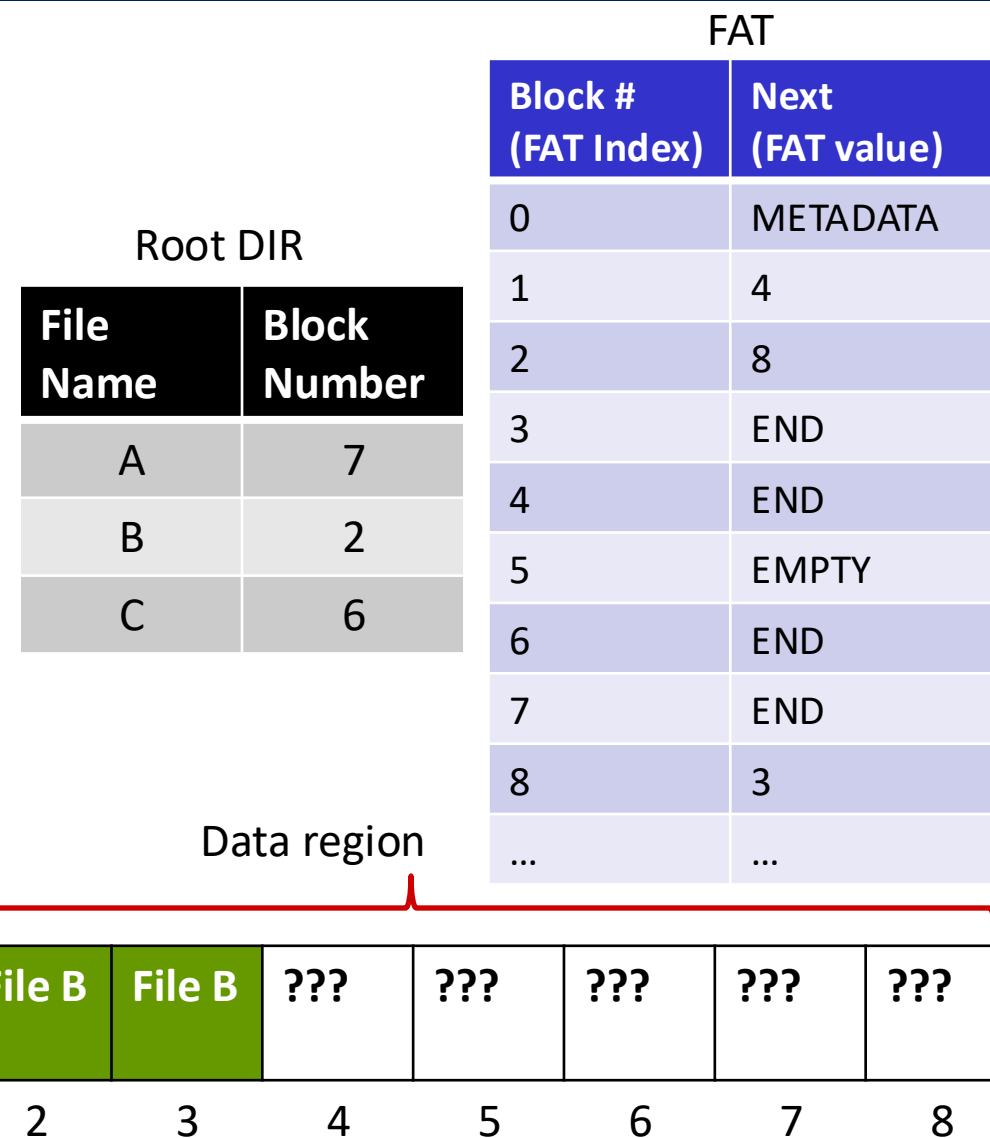 FAT
Block # Next
(FAT Index) (FAT value)
0 METADATA
1 4
2 8
3 END
4 END
5 EMPTY
6 END
7 END
8 3
... ...
Root DIR
File Block
Name Number
A 7
B 2
C 6
Data region
File B File B ??? ??? ??? ??? ???
2 3 4 5 6 7 8